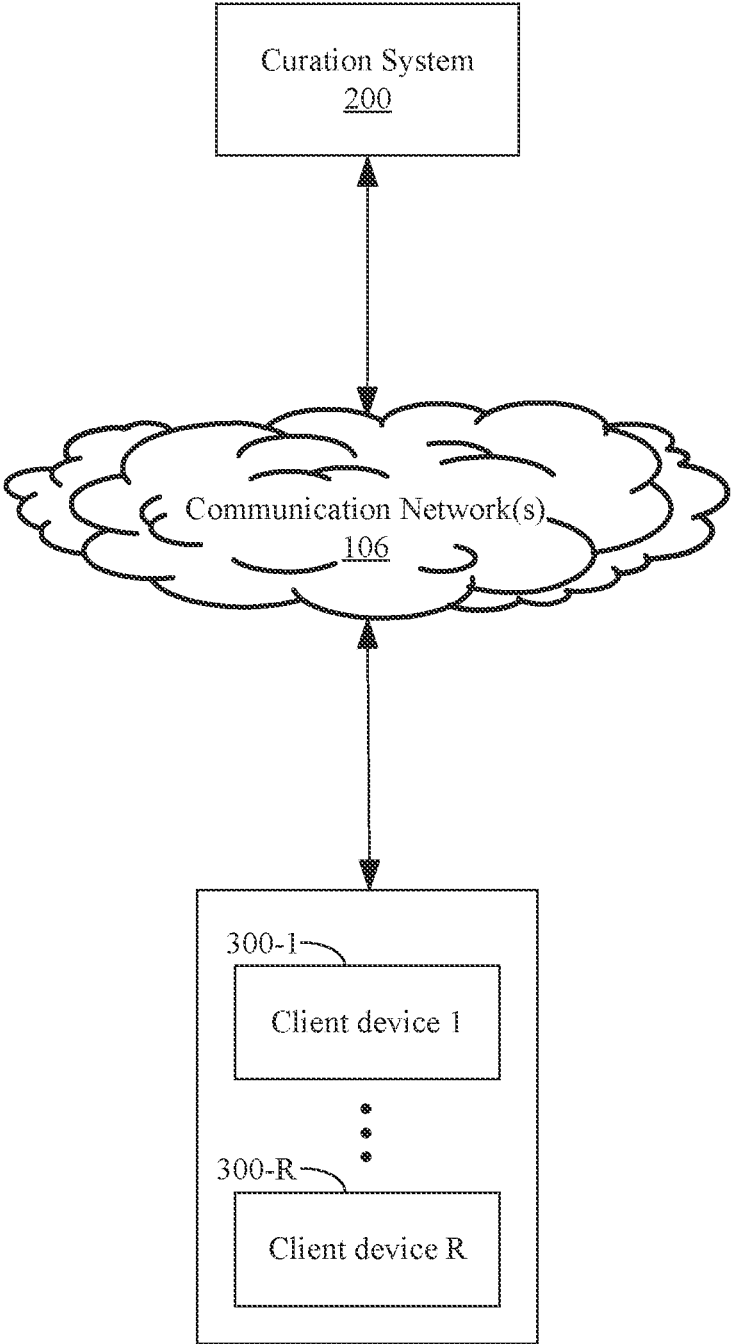 Curation System
200
Communication Network(s)
106
300-1
Client device 1
300-R
Client device R